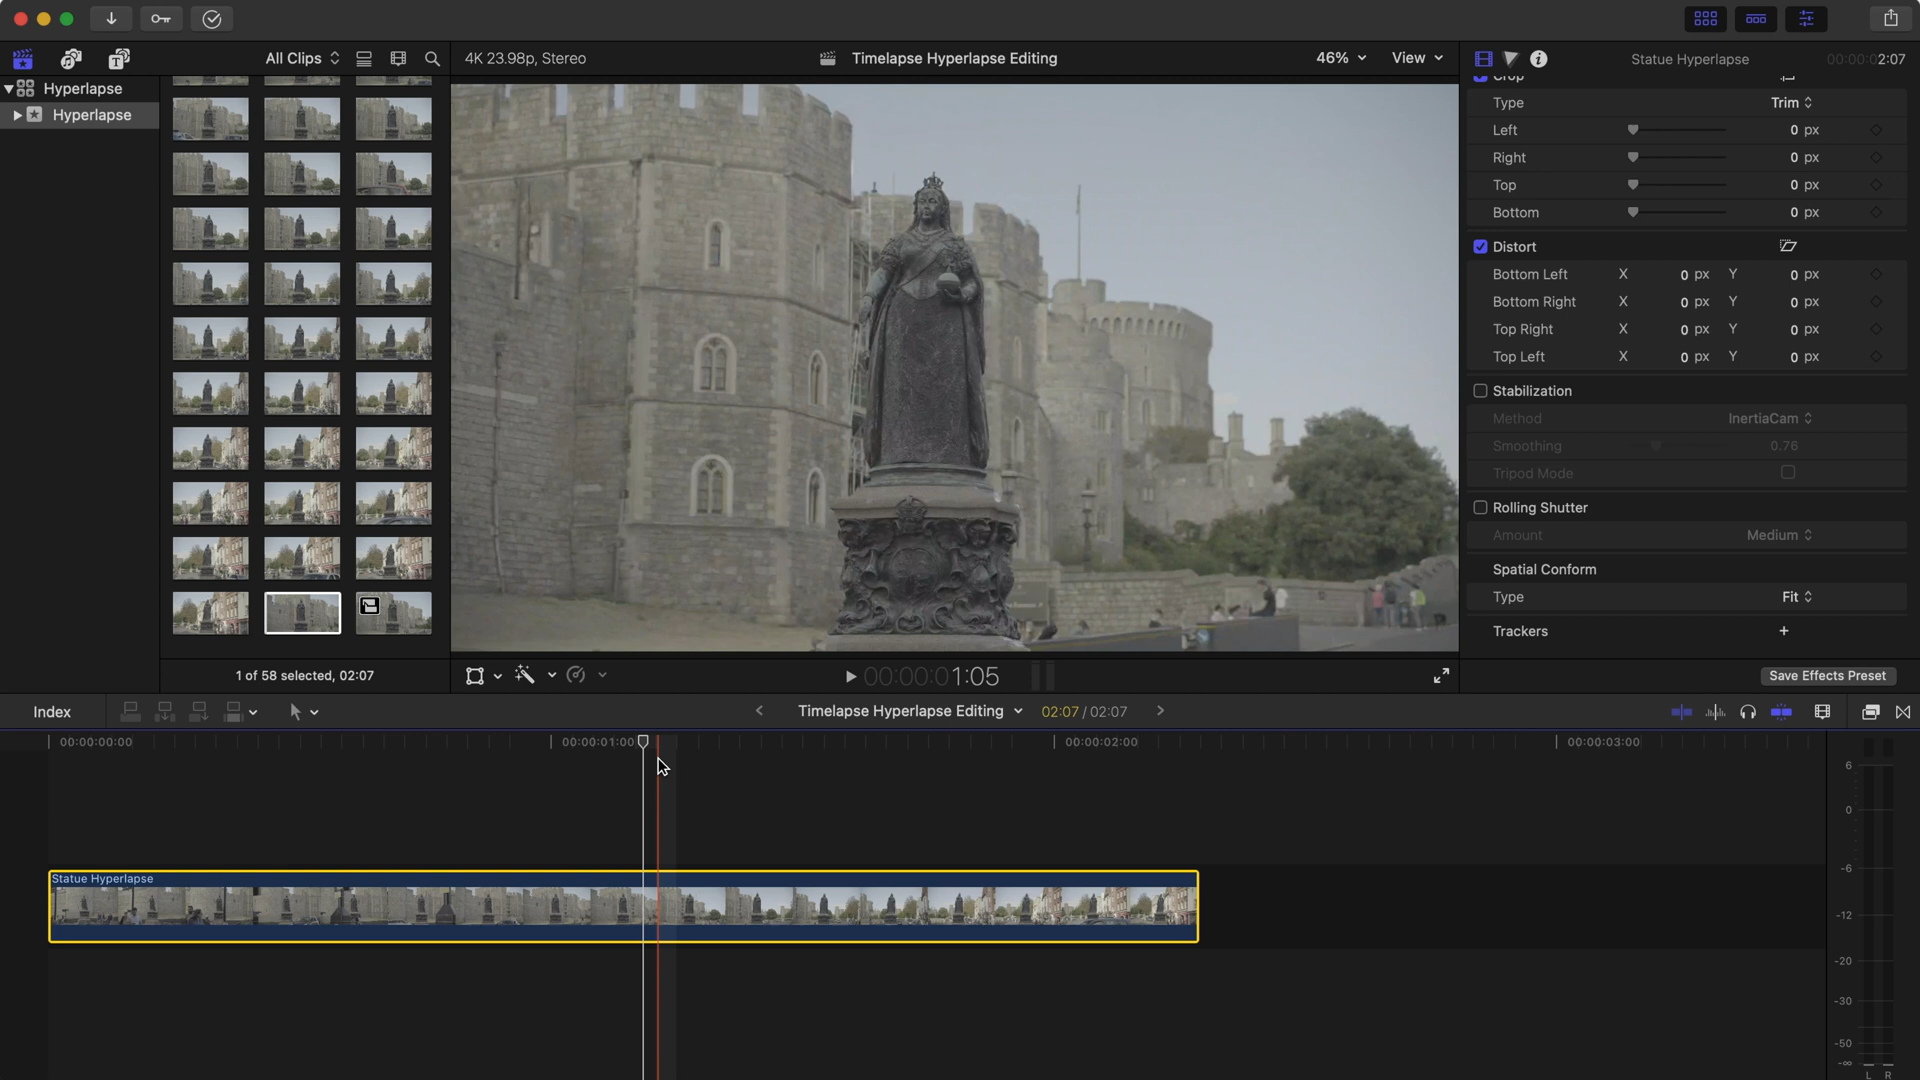 All Clips
4K 23.98p, Stereo
Timelapse Hyperlapse Editing
46%
View
Statue Hyperlapse
00:00:02:07
Hyperlapse
Hyperlapse
Crop
Type Trim
Left 0 px
Right 0 px
Top 0 px
Bottom 0 px
Distort
Bottom Left X 0 px Y 0 px
Bottom Right X 0 px Y 0 px
Top Right X 0 px Y 0 px
Top Left X 0 px Y 0 px
Stabilization
Method InertiaCam
Smoothing 0.76
Tripod Mode
Rolling Shutter
Amount Medium
Spatial Conform
Type Fit
Trackers +
1 of 58 selected, 02:07
00:00:01:05
Save Effects Preset
Index
Timelapse Hyperlapse Editing
02:07 / 02:07
00:00:00:00
00:00:01:00
00:00:02:00
00:00:03:00
Statue Hyperlapse
6
0
-6
-12
-20
-30
-50
-∞
L R